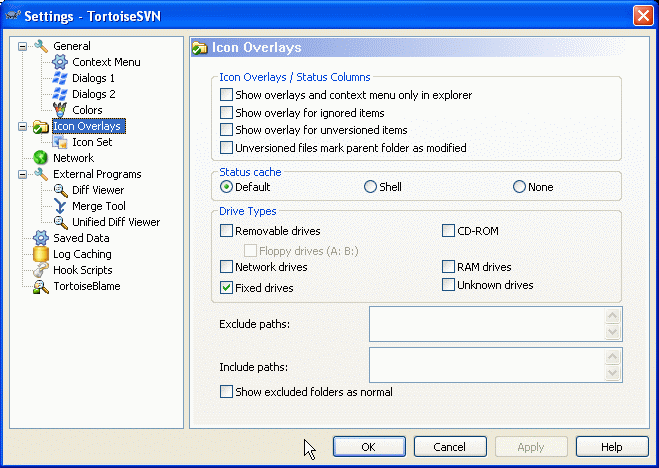 Settings - TortoiseSVN
General
Context Menu
Dialogs 1
Dialogs 2
Colors
Icon Overlays
Icon Set
Network
External Programs
Diff Viewer
Merge Tool
Unified Diff Viewer
Saved Data
Log Caching
Hook Scripts
TortoiseBlame
Icon Overlays
Icon Overlays / Status Columns
Show overlays and context menu only in explorer
Show overlay for ignored items
Show overlay for unversioned items
Unversioned files mark parent folder as modified
Status cache
Default Shell None
Drive Types
Removable drives CD-ROM
Floppy drives (A: B:)
Network drives RAM drives
Fixed drives Unknown drives
Exclude paths:
Include paths:
Show excluded folders as normal
OK Cancel Apply Help